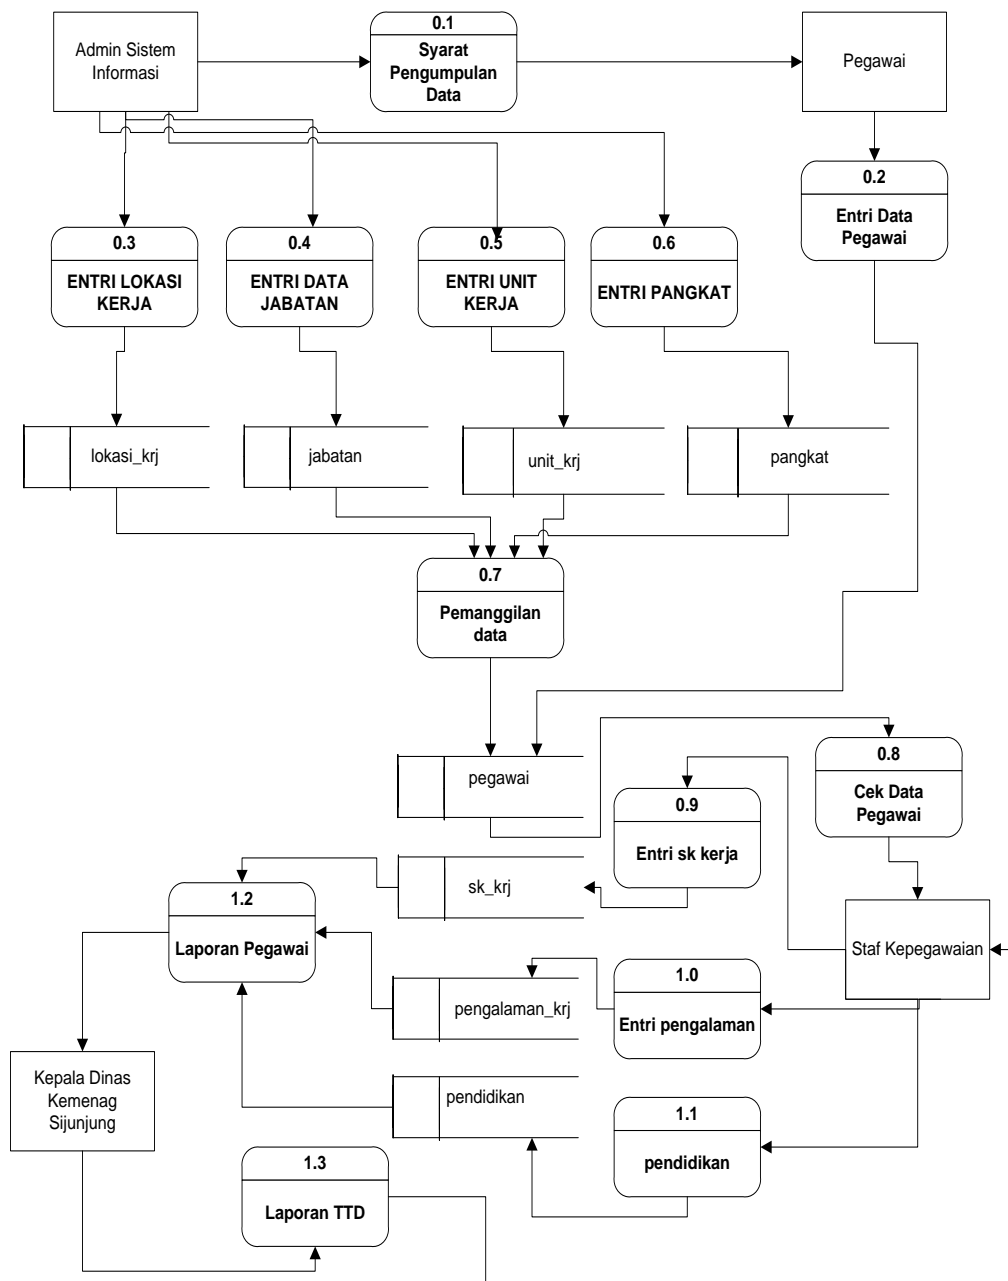 Admin Sistem
Informasi
0.1
Syarat
Pengumpulan
Data
Pegawai
0.2
Entri Data
Pegawai
0.3
ENTRI LOKASI
KERJA
0.4
ENTRI DATA
JABATAN
0.5
ENTRI UNIT
KERJA
0.6
ENTRI PANGKAT
lokasi_krj
jabatan
unit_krj
pangkat
0.7
Pemanggilan
data
pegawai
0.8
Cek Data
Pegawai
0.9
Entri sk kerja
sk_krj
1.2
Laporan Pegawai
Staf Kepegawaian
pengalaman_krj
1.0
Entri pengalaman
Kepala Dinas
Kemenag
Sijunjung
pendidikan
1.1
pendidikan
1.3
Laporan TTD